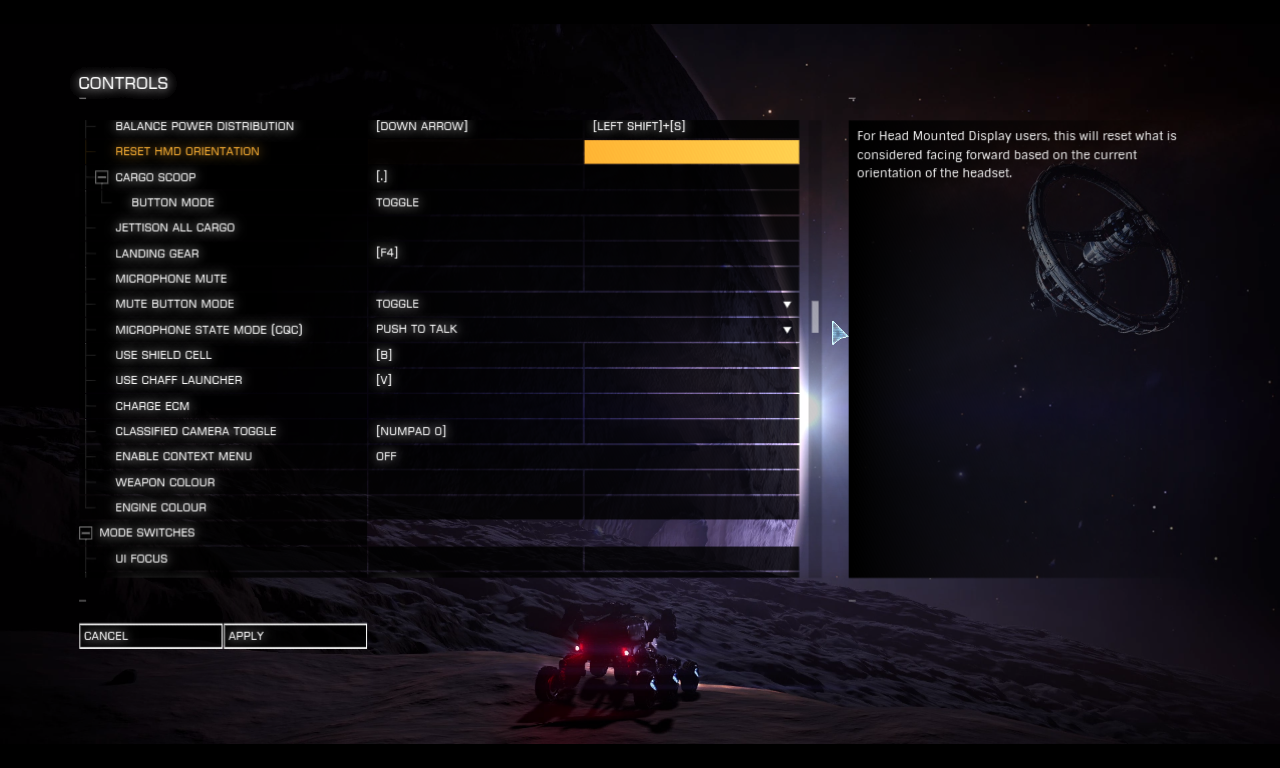 CONTROLS
BALANCE POWER DISTRIBUTION [DOWN ARROW] [LEFT SHIFT]+[S]
RESET HMD ORIENTATION
CARGO SCOOP [.]
BUTTON MODE TOGGLE
JETTISON ALL CARGO
LANDING GEAR [F4]
MICROPHONE MUTE
MUTE BUTTON MODE TOGGLE
MICROPHONE STATE MODE (CQC) PUSH TO TALK
USE SHIELD CELL [B]
USE CHAFF LAUNCHER [V]
CHARGE ECM
CLASSIFIED CAMERA TOGGLE [NUMPAD 0]
ENABLE CONTEXT MENU OFF
WEAPON COLOUR
ENGINE COLOUR
MODE SWITCHES
UI FOCUS
For Head Mounted Display users, this will reset what is
considered facing forward based on the current
orientation of the headset.
CANCEL APPLY